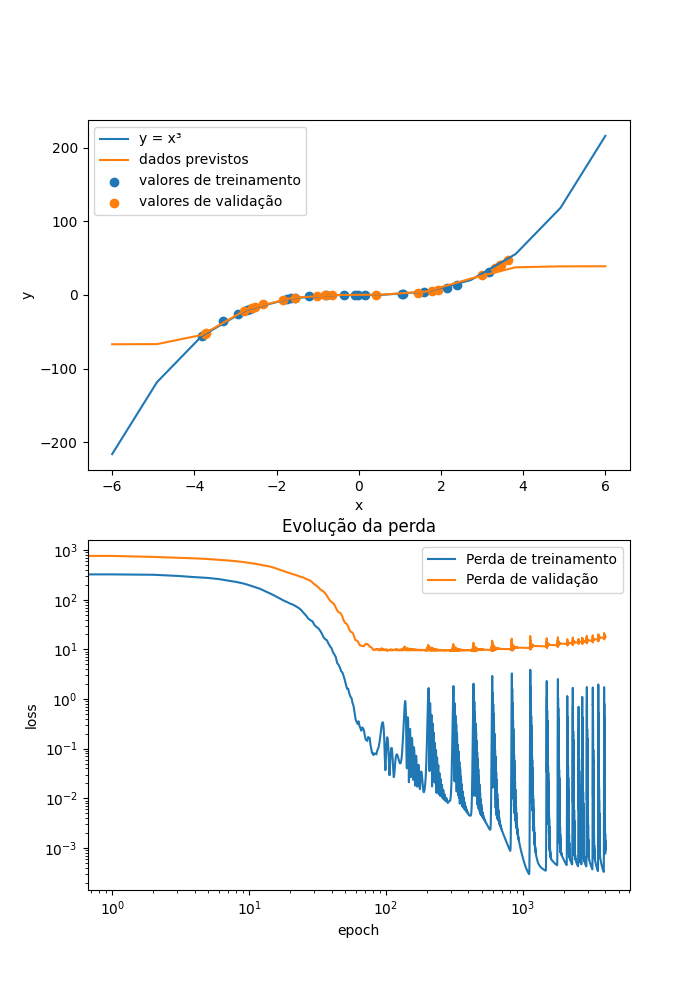 y = x³
dados previstos
valores de treinamento
valores de validação
200
100
0
−100
−200
y
−6 −4 −2 0 2 4 6
x
Evolução da perda
Perda de treinamento
Perda de validação
10³
10²
10¹
10⁰
10⁻¹
10⁻²
10⁻³
loss
10⁰ 10¹ 10² 10³
epoch